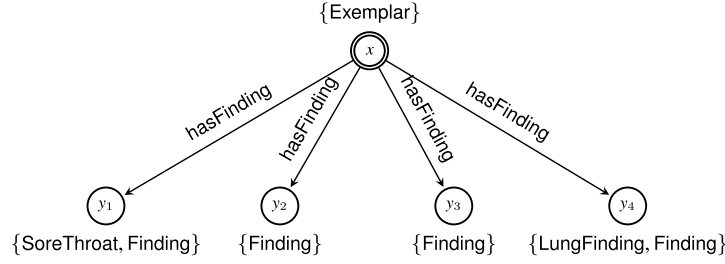 {Exemplar}
x
hasFinding
hasFinding
hasFinding
hasFinding
y₁
y₂
y₃
y₄
{SoreThroat, Finding}
{Finding}
{Finding}
{LungFinding, Finding}